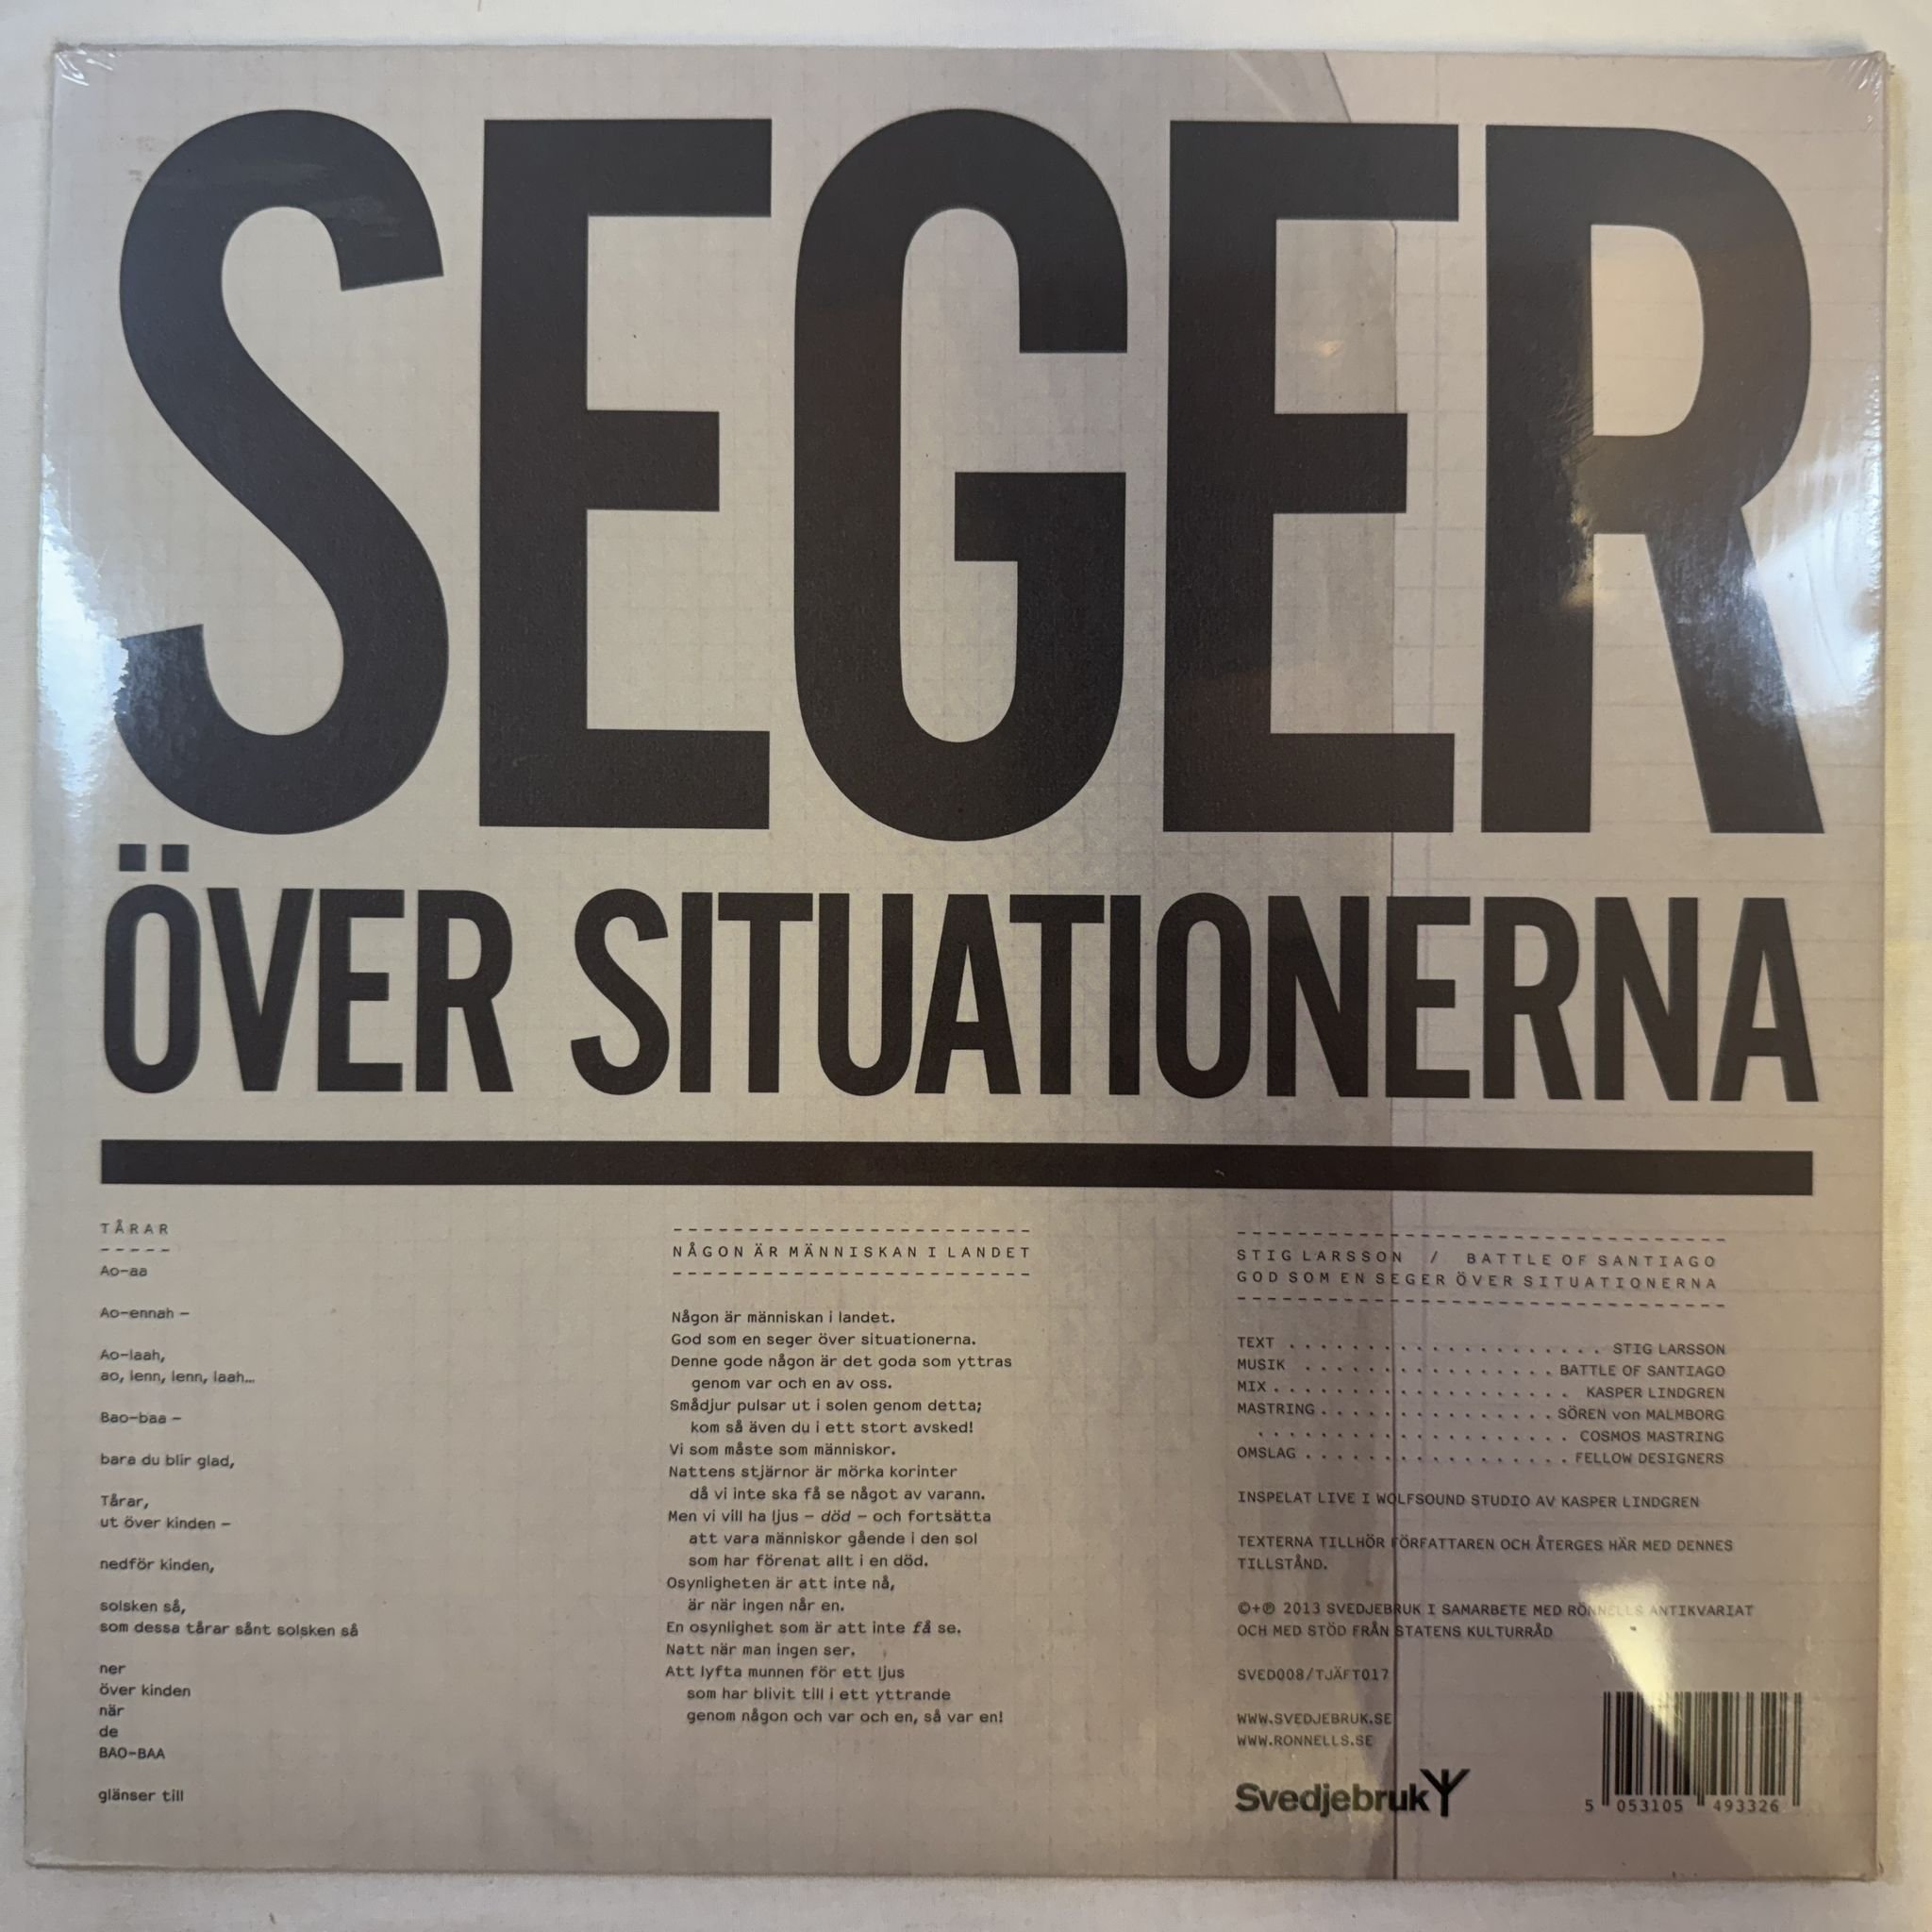 SEGER
ÖVER SITUATIONERNA
TÅRAR
-----
Ao-aa
Ao-ennah –
Ao-laah,
ao, lenn, lenn, laah...
Bao-baa –
bara du blir glad,
Tårar,
ut över kinden –
nedför kinden,
solsken så,
som dessa tårar sånt solsken så
ner
över kinden
när
de
BAO-BAA
glänser till
------------------------
NÅGON ÄR MÄNNISKAN I LANDET
------------------------
Någon är människan i landet.
God som en seger över situationerna.
Denne gode någon är det goda som yttras
genom var och en av oss.
Smådjur pulsar ut i solen genom detta;
kom så även du i ett stort avsked!
Vi som måste som människor.
Nattens stjärnor är mörka korinter
då vi inte ska få se något av varann.
Men vi vill ha ljus – död – och fortsätta
att vara människor gående i den sol
som har förenat allt i en död.
Osynligheten är att inte nå,
är när ingen når en.
En osynlighet som är att inte få se.
Natt när man ingen ser.
Att lyfta munnen för ett ljus
som har blivit till i ett yttrande
genom någon och var och en, så var en!
---------------------------------
STIG LARSSON / BATTLE OF SANTIAGO
GOD SOM EN SEGER ÖVER SITUATIONERNA
---------------------------------
TEXT . . . . . . . . . . . . . . . . . . . . STIG LARSSON
MUSIK . . . . . . . . . . . . . . . . BATTLE OF SANTIAGO
MIX . . . . . . . . . . . . . . . . . . . KASPER LINDGREN
MASTRING . . . . . . . . . . . . . . . SÖREN von MALMBORG
. . . . . . . . . . . . . . . . . . . . COSMOS MASTRING
OMSLAG . . . . . . . . . . . . . . . . . FELLOW DESIGNERS
INSPELAT LIVE I WOLFSOUND STUDIO AV KASPER LINDGREN
TEXTERNA TILLHÖR FÖRFATTAREN OCH ÅTERGES HÄR MED DENNES
TILLSTÅND.
©+℗ 2013 SVEDJEBRUK I SAMARBETE MED RÖNNELLS ANTIKVARIAT
OCH MED STÖD FRÅN STATENS KULTURRÅD
SVED008/TJÄFT017
WWW.SVEDJEBRUK.SE
WWW.RONNELLS.SE
Svedjebruk
5 053105 493326